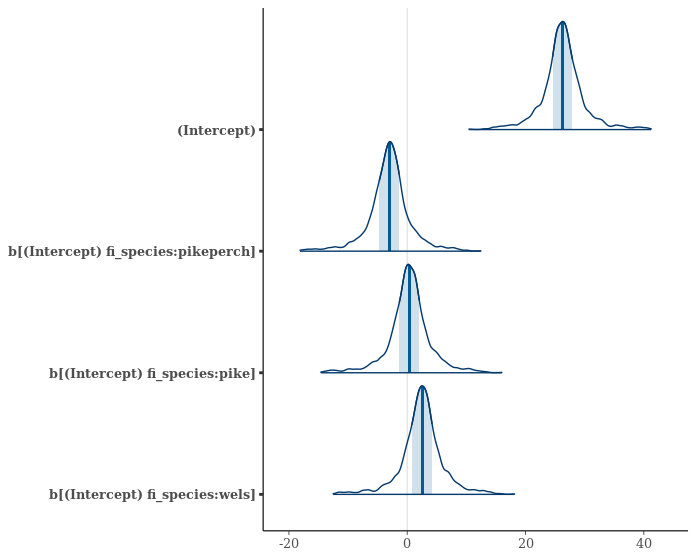 (Intercept)
b[(Intercept) fi_species:pikeperch]
b[(Intercept) fi_species:pike]
b[(Intercept) fi_species:wels]
-20 0 20 40